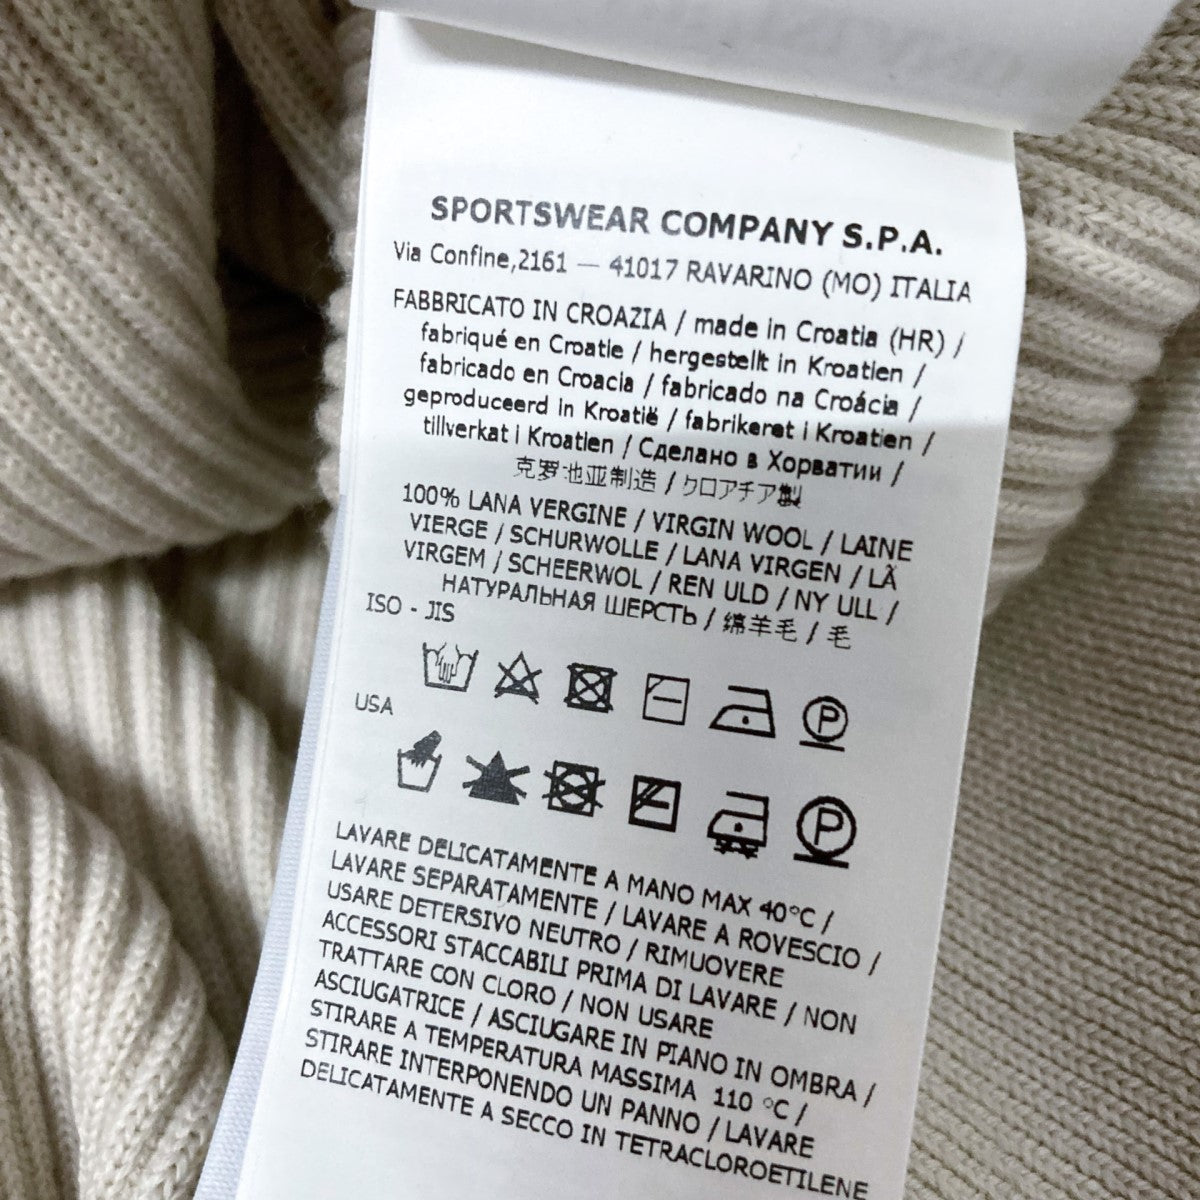 SPORTSWEAR COMPANY S.P.A.
Via Confine,2161 — 41017 RAVARINO (MO) ITALIA
FABBRICATO IN CROAZIA / made in Croatia (HR) /
fabriqué en Croatie / hergestellt in Kroatien /
fabricado en Croacia / fabricado na Croácia /
geproduceerd in Kroatië / fabrikeret i Kroatien /
tillverkat i Kroatien / Сделано в Хорватии /
克罗地亚制造 / クロアチア製
100% LANA VERGINE / VIRGIN WOOL / LAINE
VIERGE / SCHURWOLLE / LANA VIRGEN / LÃ
VIRGEM / SCHEERWOL / REN ULD / NY ULL /
НАТУРАЛЬНАЯ ШЕРСТЬ / 绵羊毛 / 毛
ISO - JIS
P
USA
P
LAVARE DELICATAMENTE A MANO MAX 40°C /
LAVARE SEPARATAMENTE / LAVARE A ROVESCIO /
USARE DETERSIVO NEUTRO / RIMUOVERE
ACCESSORI STACCABILI PRIMA DI LAVARE / NON
TRATTARE CON CLORO / NON USARE
ASCIUGATRICE / ASCIUGARE IN PIANO IN OMBRA /
STIRARE A TEMPERATURA MASSIMA 110 °C /
STIRARE INTERPONENDO UN PANNO / LAVARE
DELICATAMENTE A SECCO IN TETRACLOROETILENE